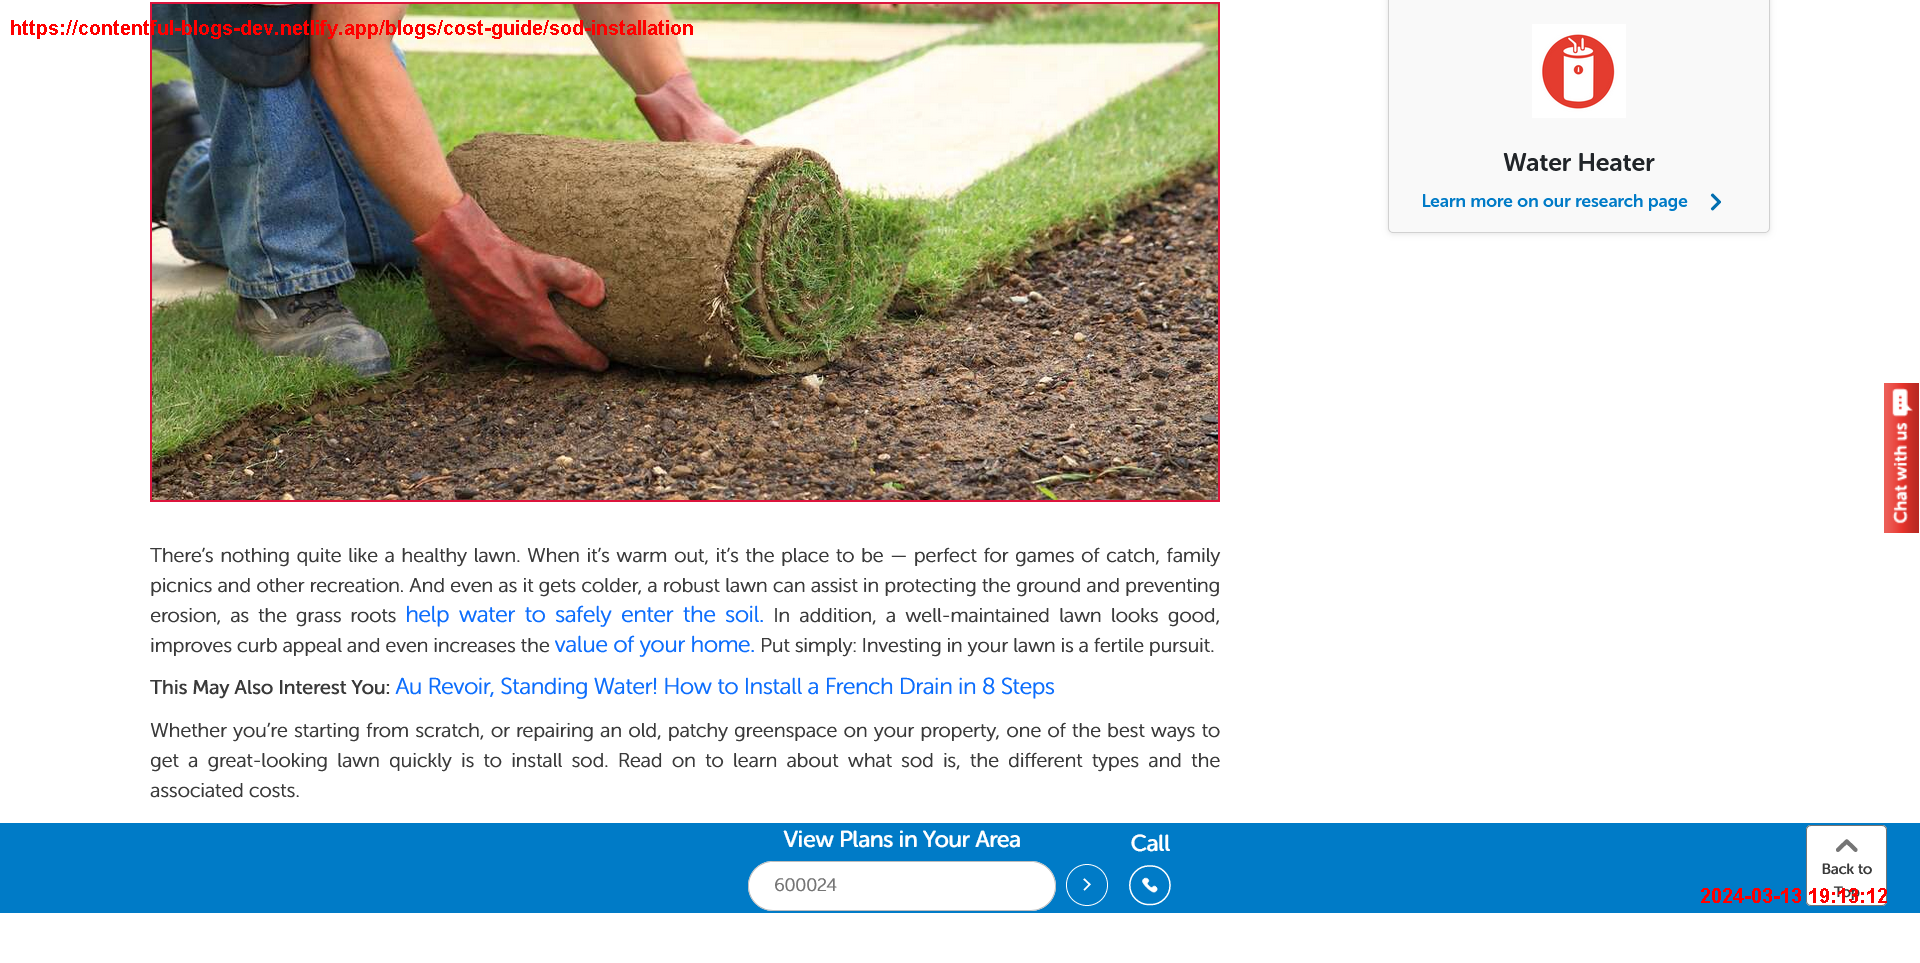 https://contentful-blogs-dev.netlify.app/blogs/cost-guide/sod-installation
Water Heater
Learn more on our research page
Chat with us
There’s nothing quite like a healthy lawn. When it’s warm out, it’s the place to be — perfect for games of catch, family
picnics and other recreation. And even as it gets colder, a robust lawn can assist in protecting the ground and preventing
erosion, as the grass roots help water to safely enter the soil. In addition, a well-maintained lawn looks good,
improves curb appeal and even increases the value of your home. Put simply: Investing in your lawn is a fertile pursuit.
This May Also Interest You: Au Revoir, Standing Water! How to Install a French Drain in 8 Steps
Whether you’re starting from scratch, or repairing an old, patchy greenspace on your property, one of the best ways to
get a great-looking lawn quickly is to install sod. Read on to learn about what sod is, the different types and the
associated costs.
View Plans in Your Area
600024
Call
Back to
Top
2024-03-13 19:13:12